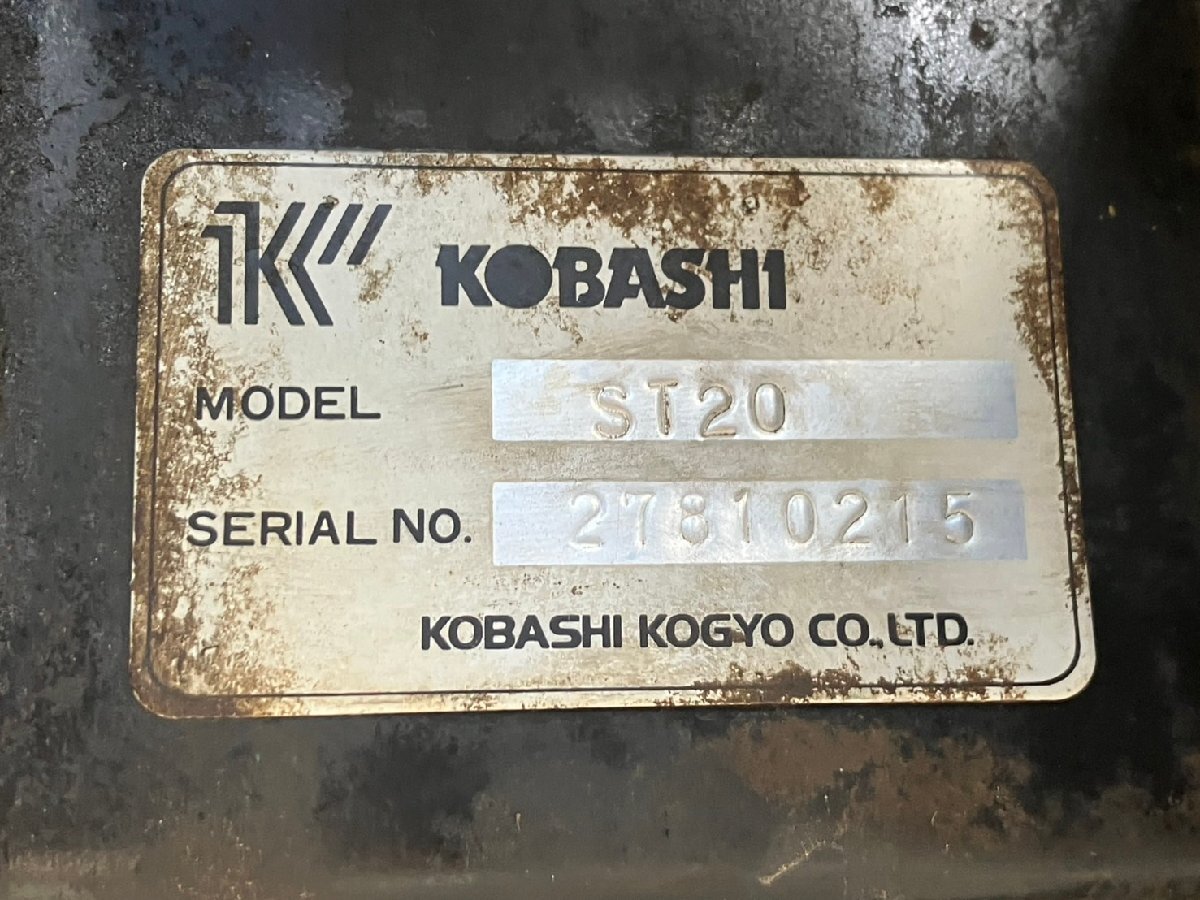 KOBASHI
MODEL ST20
SERIAL NO. 27810215
KOBASHI KOGYO CO., LTD.